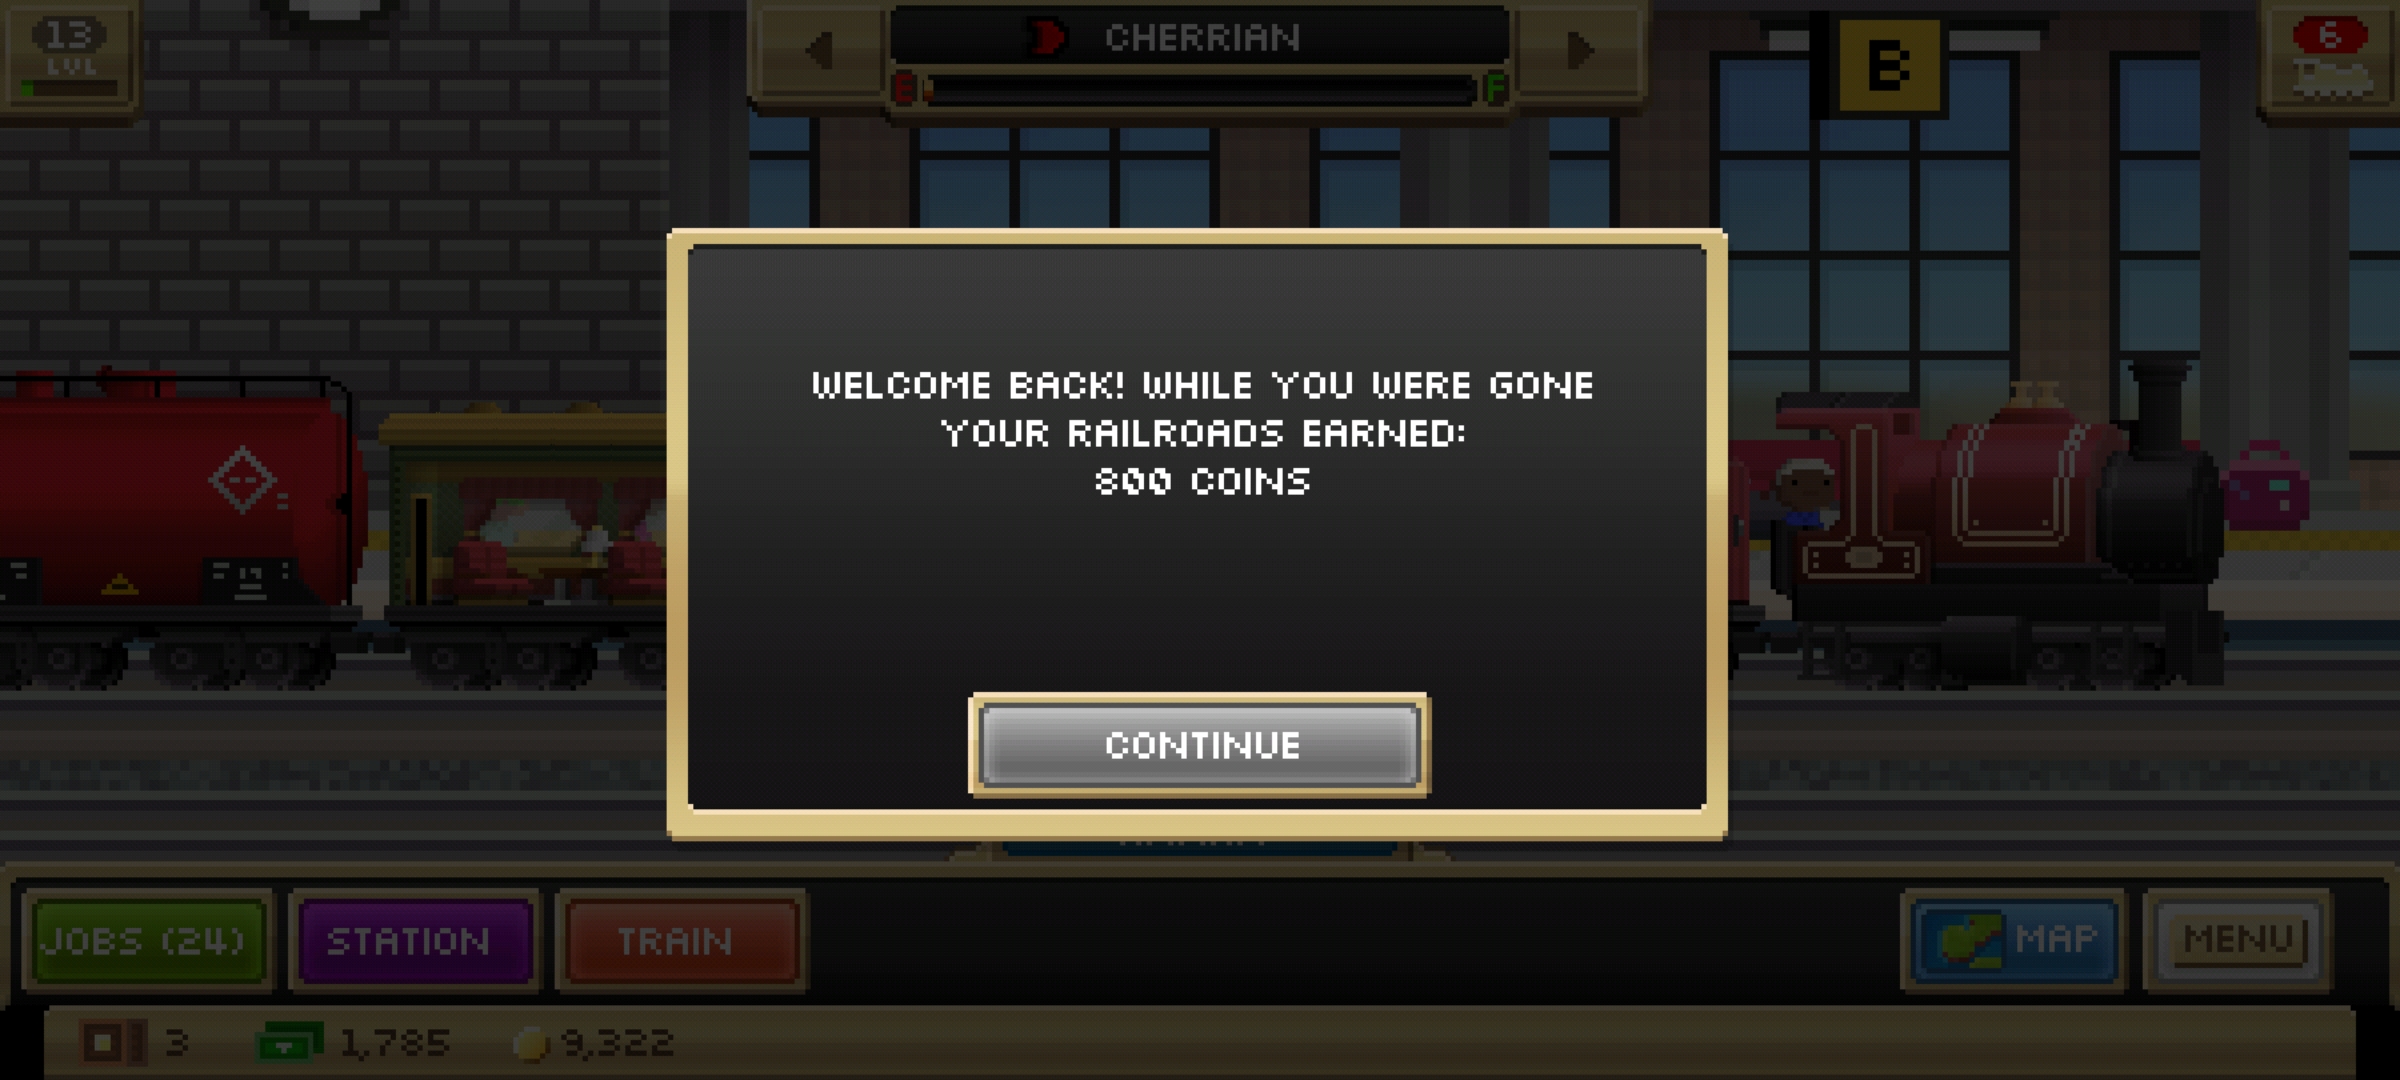 13
LVL
CHERRIAN
E
F
B
6
WELCOME BACK! WHILE YOU WERE GONE
YOUR RAILROADS EARNED:
800 COINS
CONTINUE
JOBS (24)
STATION
TRAIN
MAP
MENU
3
1,785
9,322